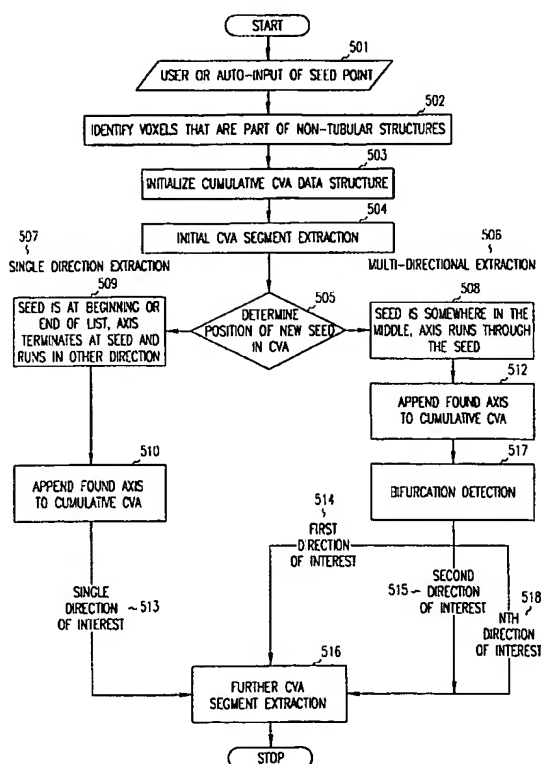 START
501
USER OR AUTO-INPUT OF SEED POINT
502
IDENTIFY VOXELS THAT ARE PART OF NON-TUBULAR STRUCTURES
503
INITIALIZE CUMULATIVE CVA DATA STRUCTURE
504
INITIAL CVA SEGMENT EXTRACTION
507
SINGLE DIRECTION EXTRACTION
506
MULTI-DIRECTIONAL EXTRACTION
509
SEED IS AT BEGINNING OR
END OF LIST, AXIS
TERMINATES AT SEED AND
RUNS IN OTHER DIRECTION
505
DETERMINE
POSITION OF NEW SEED
IN CVA
508
SEED IS SOMEWHERE IN THE
MIDDLE, AXIS RUNS THROUGH
THE SEED
512
APPEND FOUND AXIS
TO CUMULATIVE CVA
510
APPEND FOUND AXIS
TO CUMULATIVE CVA
517
BIFURCATION DETECTION
514
FIRST
DIRECTION
OF INTEREST
SINGLE
DIRECTION
OF INTEREST
513
SECOND
DIRECTION
OF INTEREST
515
518
NTH
DIRECTION
OF INTEREST
516
FURTHER CVA
SEGMENT EXTRACTION
STOP